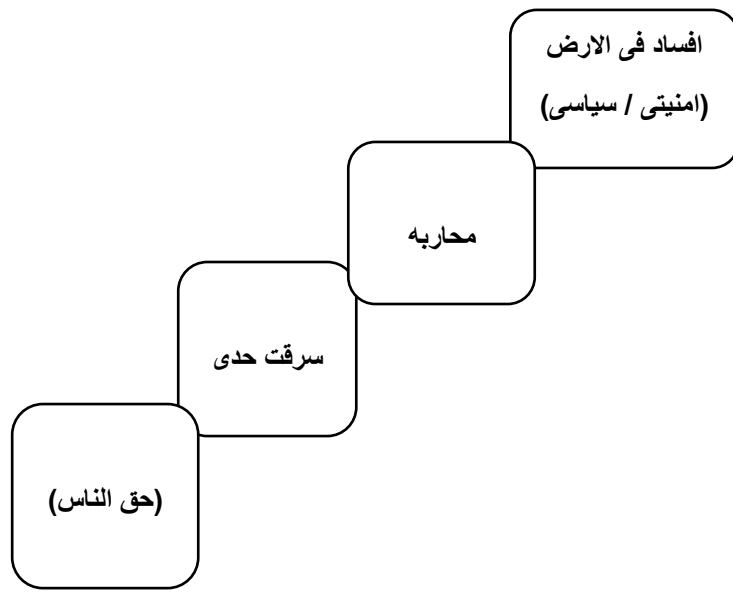 افساد فی الارض
(امنیتی / سیاسی)
محاربه
سرقت حدی
(حق الناس)